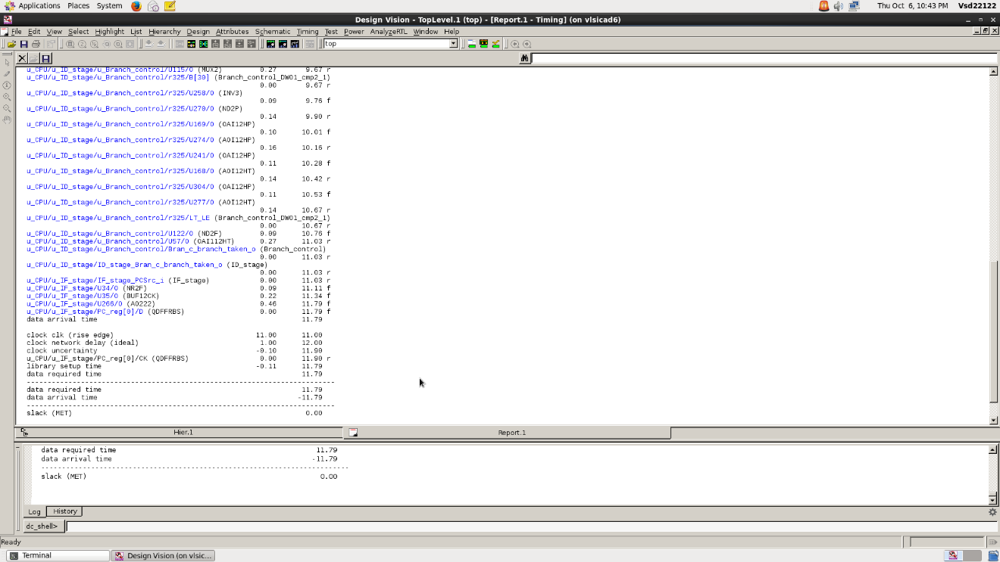 Applications Places System Thu Oct 6, 10:43 PM Vsd22122
Design Vision - TopLevel.1 (top) - [Report.1 - Timing] (on vlsicad6)
File Edit View Select Highlight List Hierarchy Design Attributes Schematic Timing Test Power AnalyzeRTL Window Help
top
u_CPU/u_ID_stage/u_Branch_control/U115/O (MUX2) 0.27 9.67 r
u_CPU/u_ID_stage/u_Branch_control/r325/B[30] (Branch_control_DW01_cmp2_1)
0.00 9.67 r
u_CPU/u_ID_stage/u_Branch_control/r325/U258/O (INV3)
0.09 9.76 f
u_CPU/u_ID_stage/u_Branch_control/r325/U270/O (ND2P)
0.14 9.90 r
u_CPU/u_ID_stage/u_Branch_control/r325/U169/O (OAI12HP)
0.10 10.01 f
u_CPU/u_ID_stage/u_Branch_control/r325/U274/O (AOI12HP)
0.16 10.16 r
u_CPU/u_ID_stage/u_Branch_control/r325/U241/O (OAI12HP)
0.11 10.28 f
u_CPU/u_ID_stage/u_Branch_control/r325/U168/O (AOI12HT)
0.14 10.42 r
u_CPU/u_ID_stage/u_Branch_control/r325/U304/O (OAI12HP)
0.11 10.53 f
u_CPU/u_ID_stage/u_Branch_control/r325/U277/O (AOI12HT)
0.14 10.67 r
u_CPU/u_ID_stage/u_Branch_control/r325/LT_LE (Branch_control_DW01_cmp2_1)
0.00 10.67 r
u_CPU/u_ID_stage/u_Branch_control/U122/O (ND2F) 0.09 10.76 f
u_CPU/u_ID_stage/u_Branch_control/U57/O (OAI112HT) 0.27 11.03 r
u_CPU/u_ID_stage/u_Branch_control/Bran_c_branch_taken_o (Branch_control)
0.00 11.03 r
u_CPU/u_ID_stage/ID_stage_Bran_c_branch_taken_o (ID_stage)
0.00 11.03 r
u_CPU/u_IF_stage/IF_stage_PCSrc_i (IF_stage) 0.00 11.03 r
u_CPU/u_IF_stage/U34/O (NR2F) 0.09 11.11 f
u_CPU/u_IF_stage/U35/O (BUF12CK) 0.22 11.34 f
u_CPU/u_IF_stage/U266/O (AO222) 0.46 11.79 f
u_CPU/u_IF_stage/PC_reg[0]/D (QDFFRBS) 0.00 11.79 f
data arrival time 11.79
clock clk (rise edge) 11.00 11.00
clock network delay (ideal) 1.00 12.00
clock uncertainty -0.10 11.90
u_CPU/u_IF_stage/PC_reg[0]/CK (QDFFRBS) 0.00 11.90 r
library setup time -0.11 11.79
data required time 11.79
---------------------------------------------------------------------------
data required time 11.79
data arrival time -11.79
---------------------------------------------------------------------------
slack (MET) 0.00
Hier.1 Report.1
data required time 11.79
data arrival time -11.79
---------------------------------------------------------------------------
slack (MET) 0.00
Log History
dc_shell>
Ready
Terminal Design Vision (on vlsic...